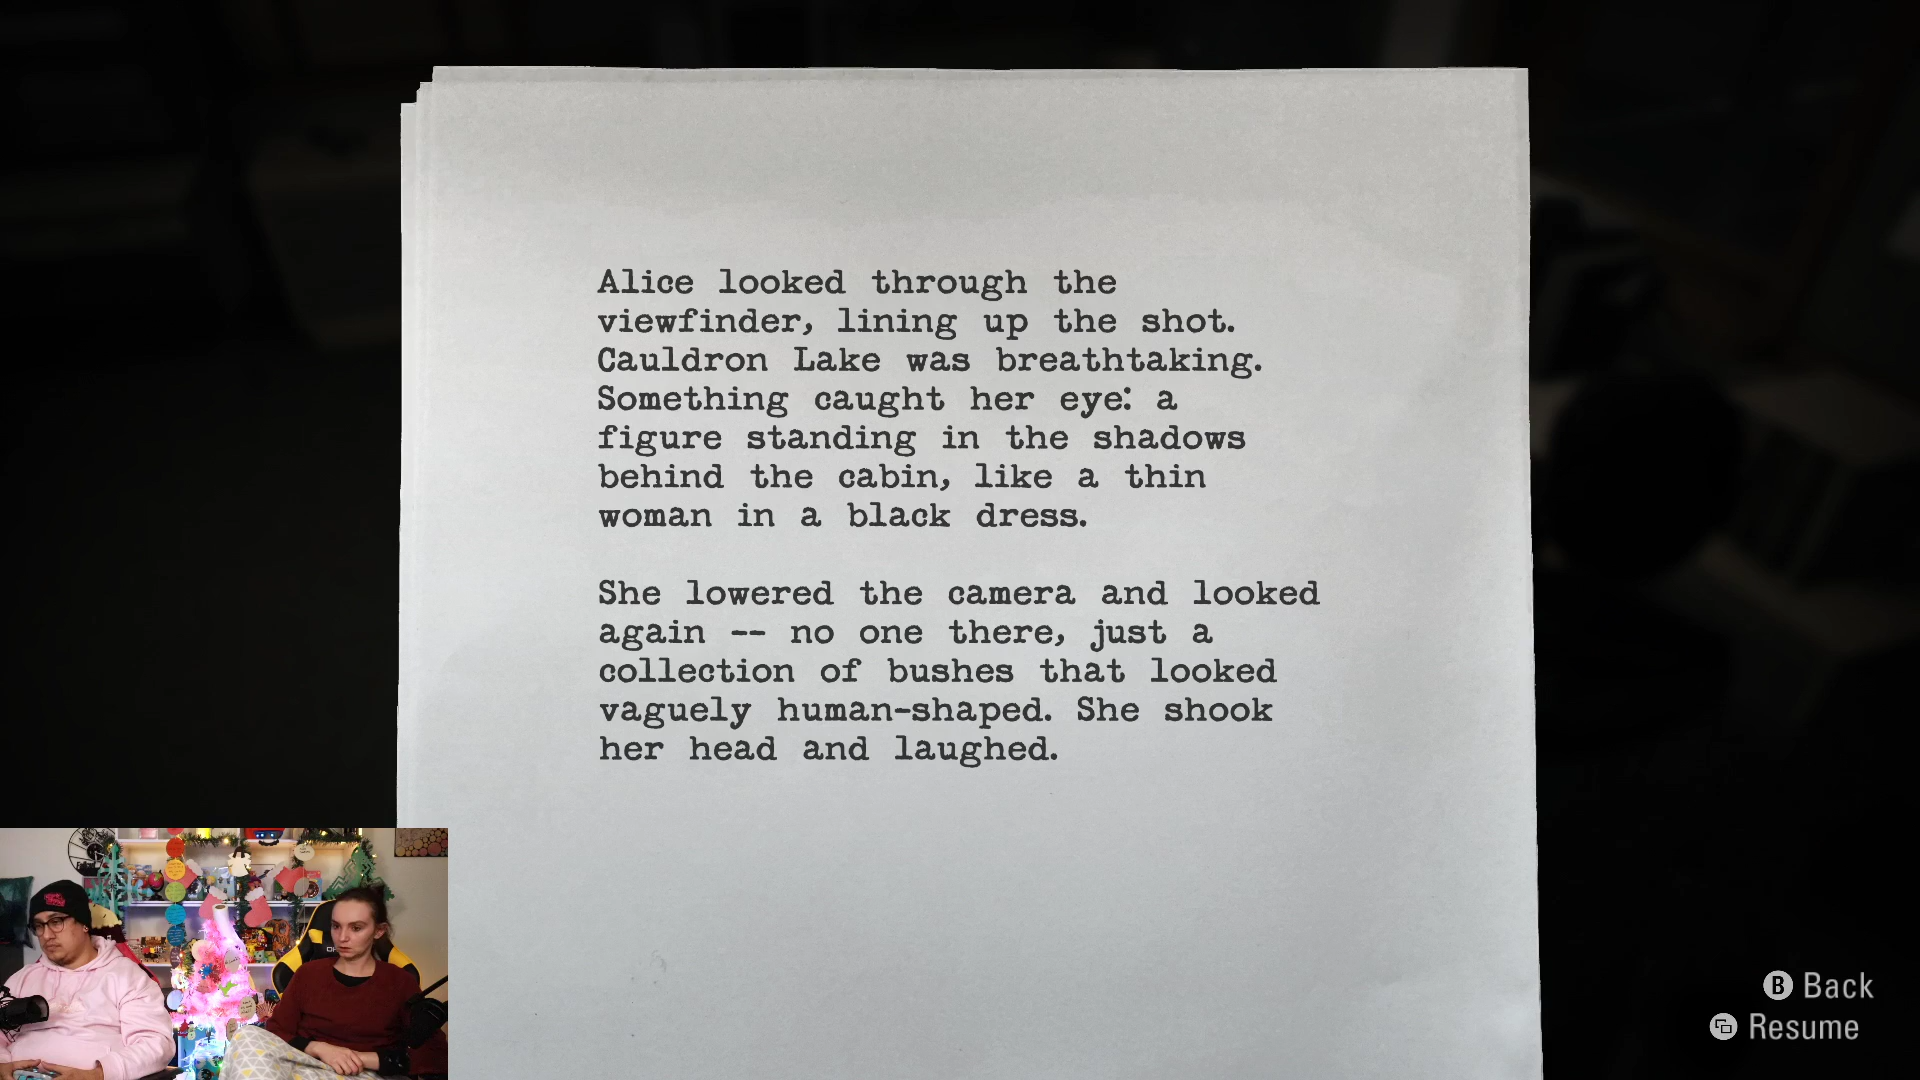 Alice looked through the
viewfinder, lining up the shot.
Cauldron Lake was breathtaking.
Something caught her eye: a
figure standing in the shadows
behind the cabin, like a thin
woman in a black dress.
She lowered the camera and looked
again -- no one there, just a
collection of bushes that looked
vaguely human-shaped. She shook
her head and laughed.
B Back
Resume